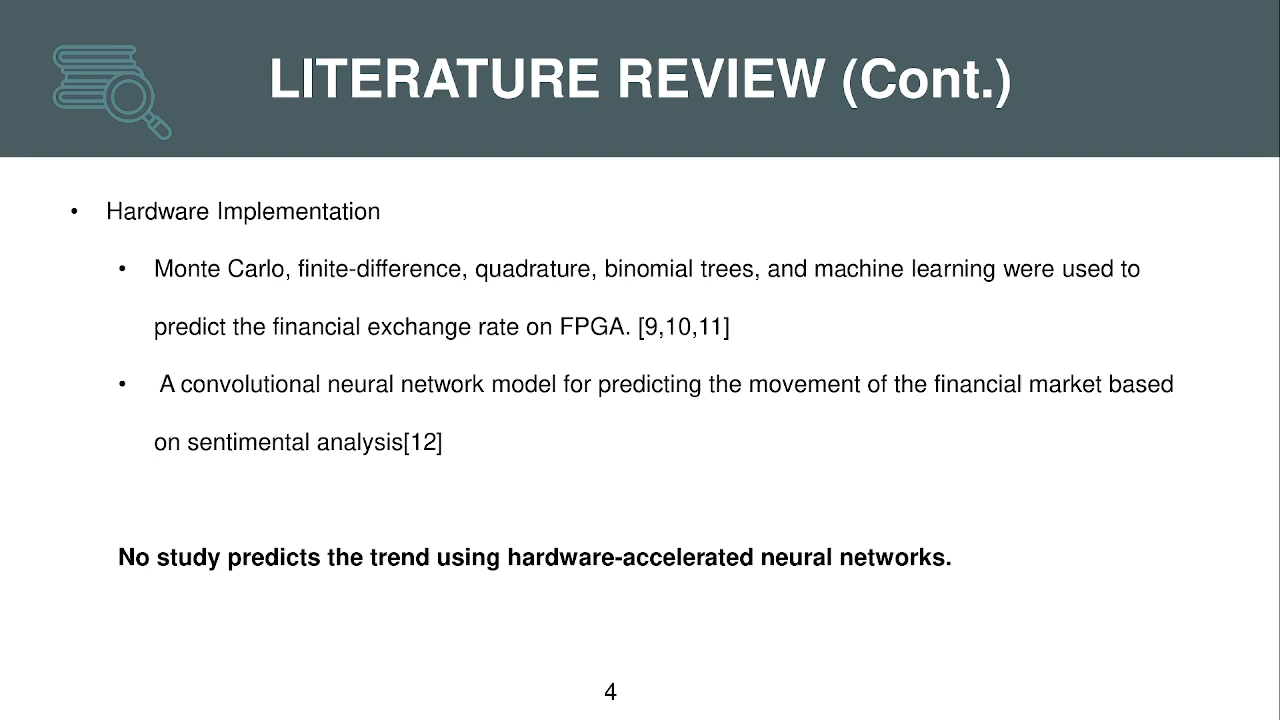 LITERATURE REVIEW (Cont.)
• Hardware Implementation
• Monte Carlo, finite-difference, quadrature, binomial trees, and machine learning were used to
predict the financial exchange rate on FPGA. [9,10,11]
• A convolutional neural network model for predicting the movement of the financial market based
on sentimental analysis[12]
No study predicts the trend using hardware-accelerated neural networks.
4